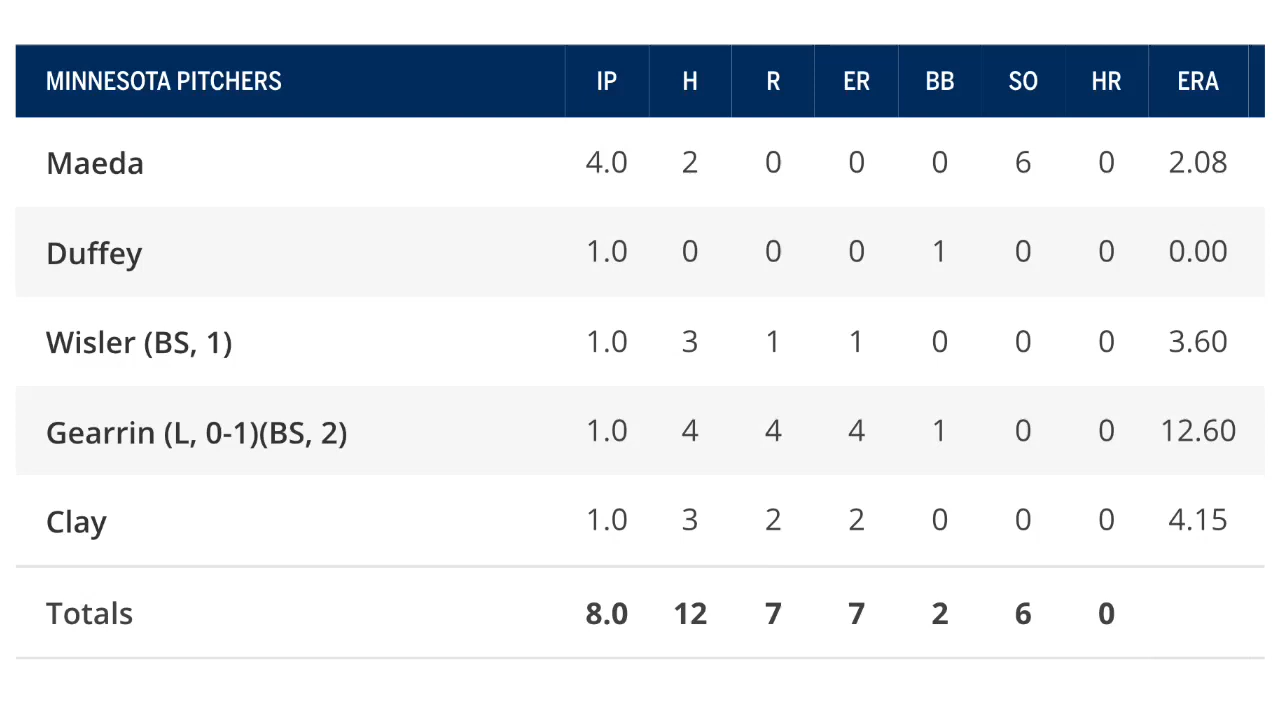 MINNESOTA PITCHERS IP H R ER BB SO HR ERA
Maeda 4.0 2 0 0 0 6 0 2.08
Duffey 1.0 0 0 0 1 0 0 0.00
Wisler (BS, 1) 1.0 3 1 1 0 0 0 3.60
Gearrin (L, 0-1)(BS, 2) 1.0 4 4 4 1 0 0 12.60
Clay 1.0 3 2 2 0 0 0 4.15
Totals 8.0 12 7 7 2 6 0